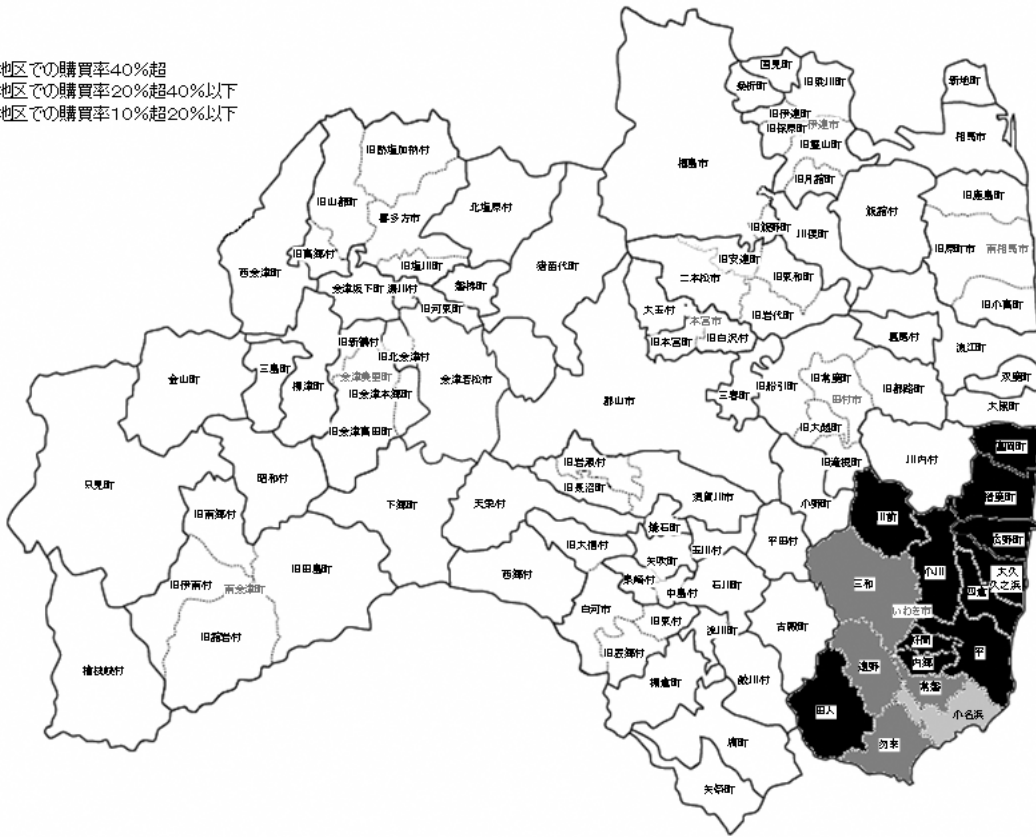 地区での購買率40%超
地区での購買率20%超40%以下
地区での購買率10%超20%以下
国見町
桑折町
旧梁川町
新地町
旧伊達町
伊達市
旧保原町
相馬市
旧霊山町
旧熱塩加納村
福島市
旧月舘町
旧鹿島町
旧山都町
北塩原村
飯舘村
喜多方市
旧飯野町
川俣町
旧高郷村
旧原町市
南相馬市
旧塩川町
旧安達町
西会津町
猪苗代町
二本松市
旧東和町
会津坂下町
湯川村
磐梯町
旧小高町
旧河東町
大玉村
旧岩代町
本宮市
旧新鶴村
旧本宮町
旧白沢村
葛尾村
浪江町
旧北会津村
三島町
会津美里町
金山町
柳津町
会津若松市
双葉町
旧船引町
旧常葉町
旧都路町
旧会津本郷町
三春町
郡山市
田村市
大熊町
旧会津高田町
旧大越町
富岡町
旧岩瀬村
旧滝根町
川内村
昭和村
只見町
旧長沼町
須賀川市
楢葉町
下郷町
天栄村
小野町
旧南郷村
川前
鏡石町
平田村
広野町
旧大信村
矢吹町
玉川村
旧田島町
西郷村
小川
大久
久之浜
旧伊南村
南会津町
泉崎村
中島村
石川町
三和
四倉
白河市
いわき市
旧東村
旧舘岩村
浅川町
古殿町
好間
旧表郷村
平
内郷
檜枝岐村
遠野
鮫川村
棚倉町
常磐
田人
小名浜
塙町
勿来
矢祭町